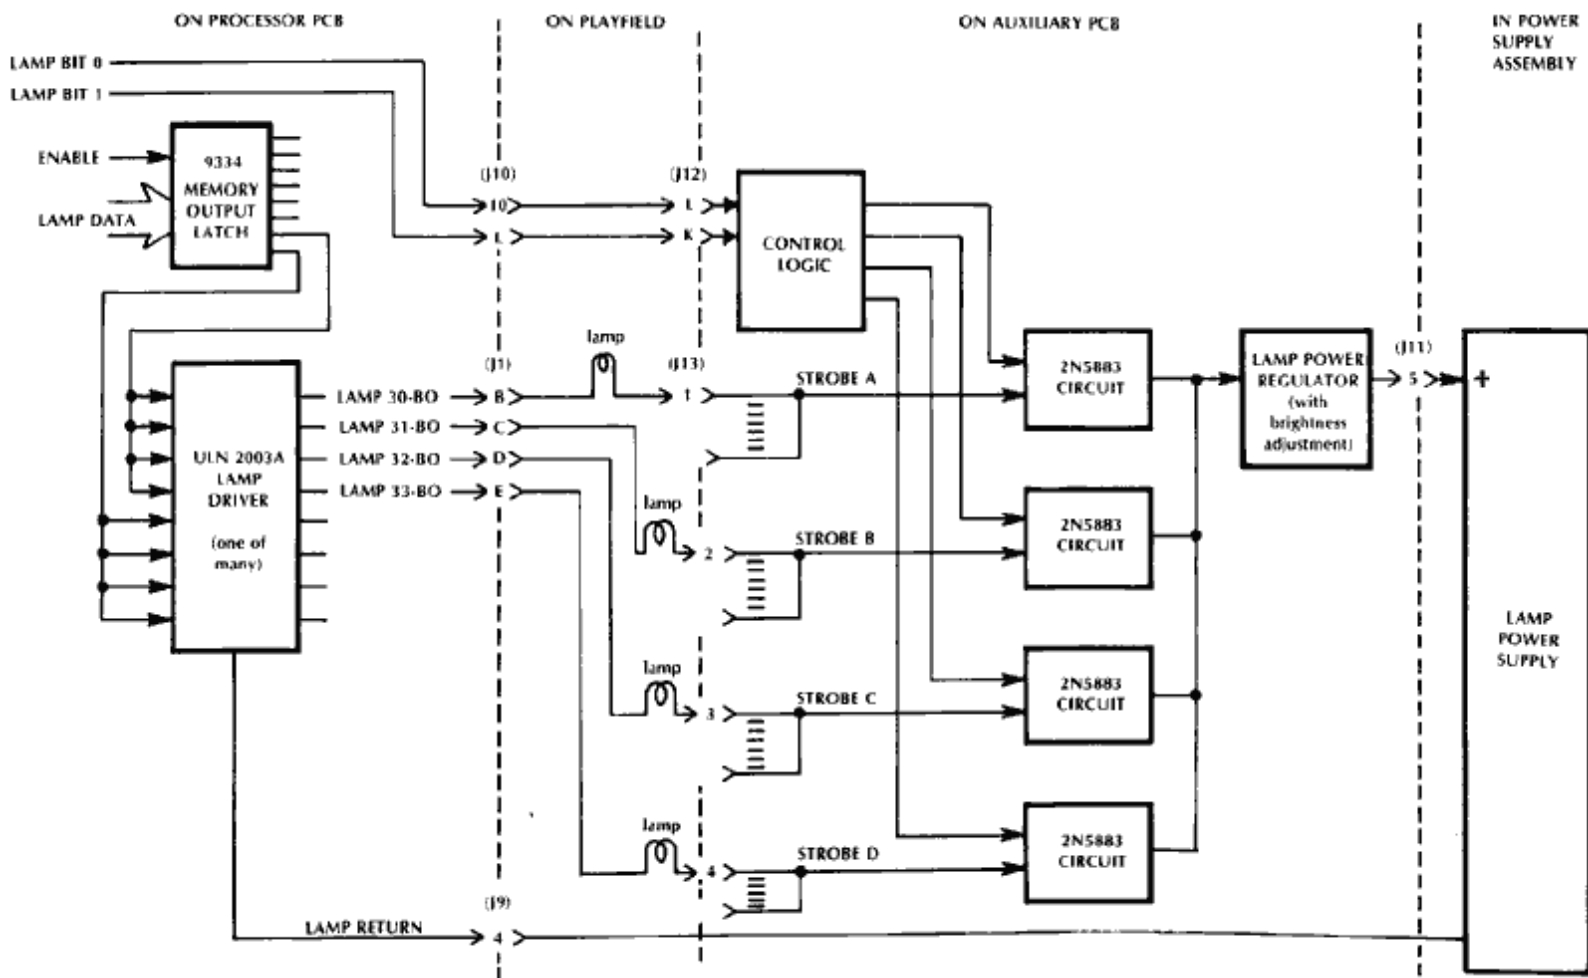 ON PROCESSOR PCB
ON PLAYFIELD
ON AUXILIARY PCB
IN POWER
SUPPLY
ASSEMBLY
LAMP BIT 0
LAMP BIT 1
ENABLE
LAMP DATA
9334
MEMORY
OUTPUT
LATCH
(J10)
10
L
(J12)
L
K
CONTROL
LOGIC
ULN 2003A
LAMP
DRIVER
(one of
many)
LAMP 30-BO
LAMP 31-BO
LAMP 32-BO
LAMP 33-BO
(J1)
B
C
D
E
lamp
lamp
lamp
lamp
(J13)
1
2
3
4
STROBE A
STROBE B
STROBE C
STROBE D
2N5883
CIRCUIT
2N5883
CIRCUIT
2N5883
CIRCUIT
2N5883
CIRCUIT
LAMP POWER
REGULATOR
(with
brightness
adjustment)
(J11)
5
+
LAMP
POWER
SUPPLY
LAMP RETURN
(J9)
4